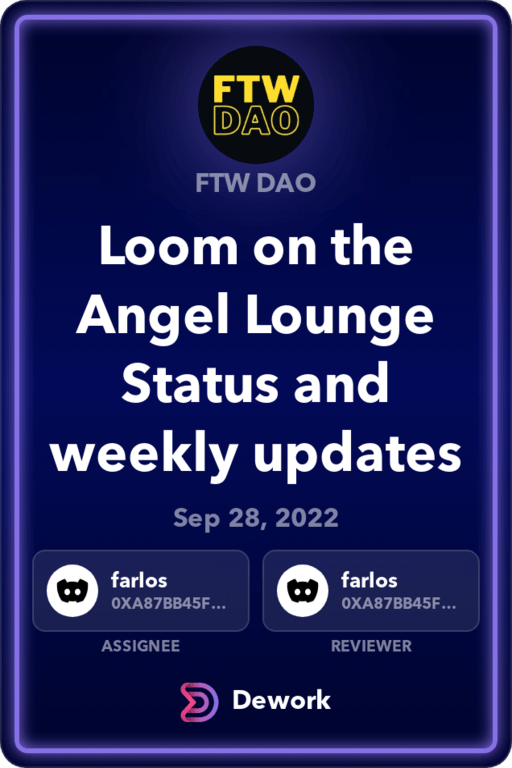 FTW
DAO
FTW DAO
Loom on the
Angel Lounge
Status and
weekly updates
Sep 28, 2022
farlos
0XA87BB45F...
ASSIGNEE
farlos
0XA87BB45F...
REVIEWER
Dework